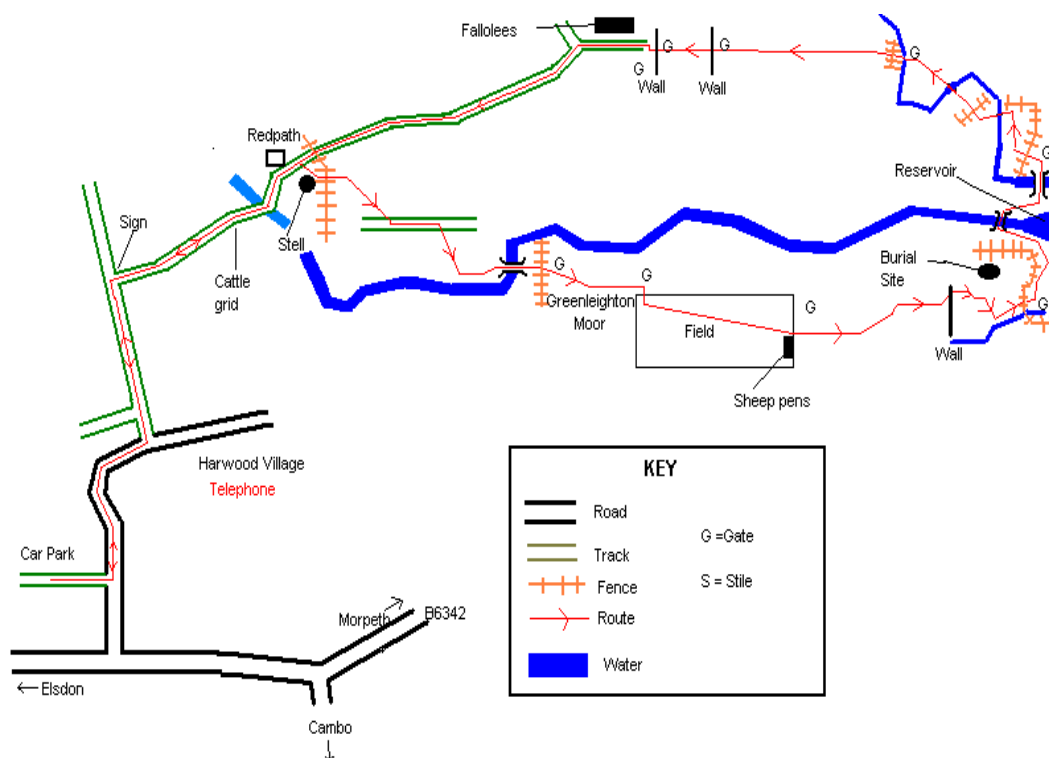 Fallolees
G
G
G
G
Wall
Wall
Redpath
G
Reservoir
Sign
Stell
Cattle
grid
G
G
Burial
Site
Greenleighton
Moor
G
Field
G
Wall
Sheep pens
Harwood Village
Telephone
Car Park
Morpeth
B6342
Elsdon
Cambo
KEY
Road
Track
Fence
Route
Water
G =Gate
S = Stile